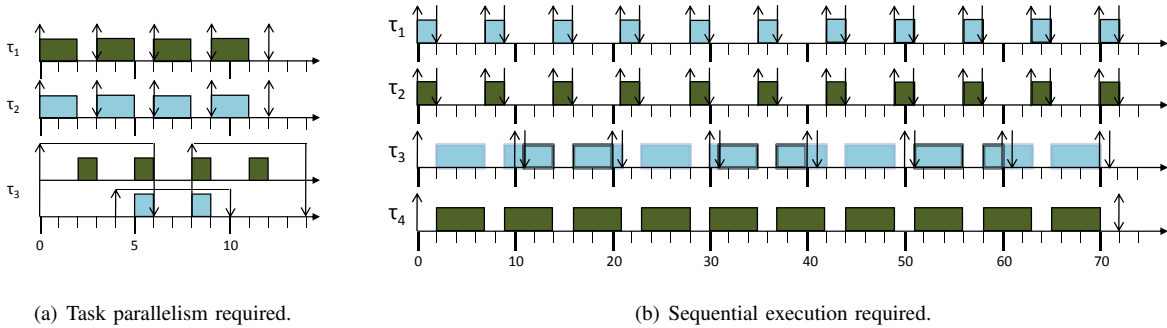 τ1
τ2
τ3
0 5 10
(a) Task parallelism required.
τ1
τ2
τ3
τ4
0 10 20 30 40 50 60 70
(b) Sequential execution required.